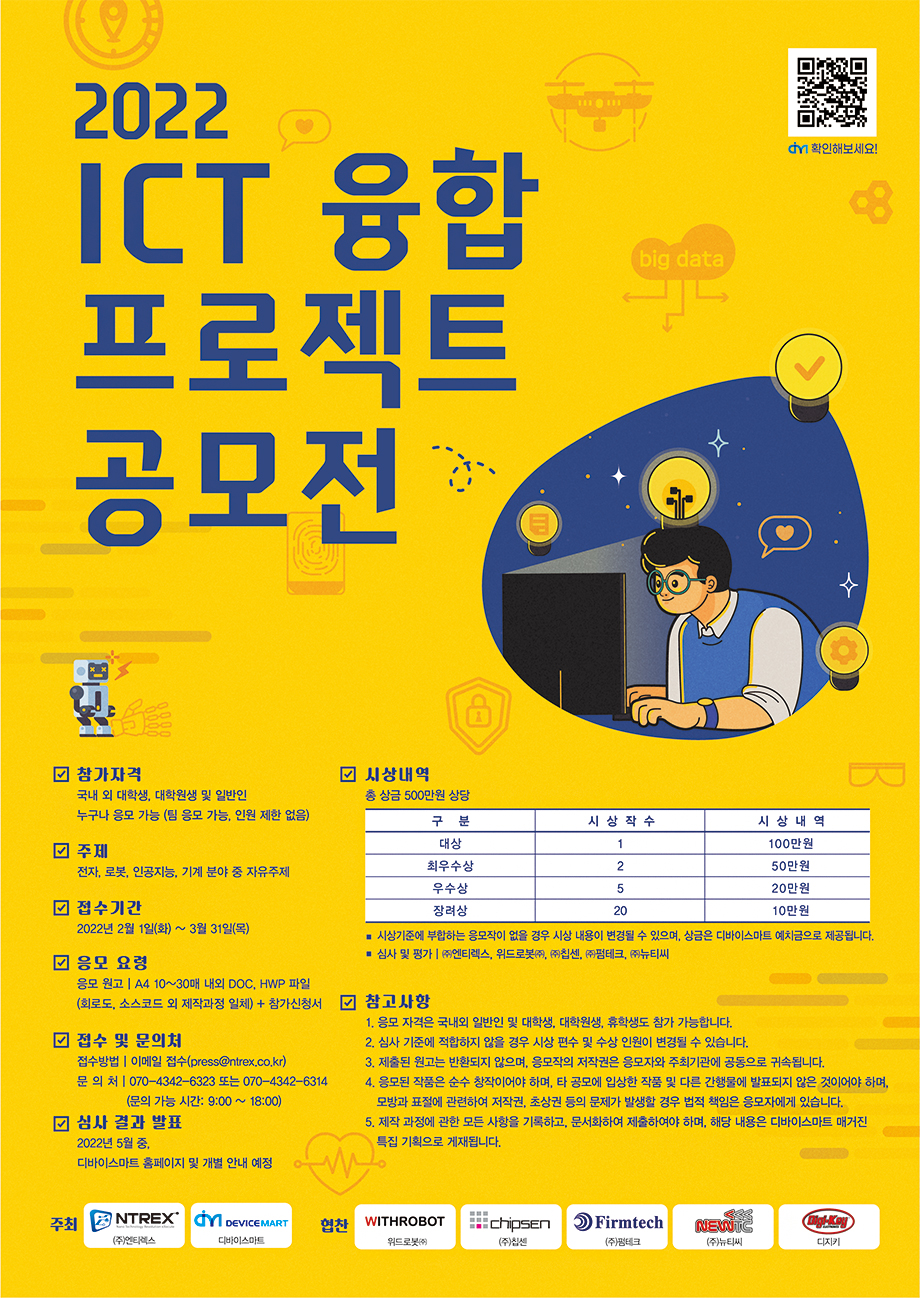 2022
ICT 융합
프로젝트
공모전
dm 확인해보세요!
big data
참가자격
국내 외 대학생, 대학원생 및 일반인
누구나 응모 가능 (팀 응모 가능, 인원 제한 없음)
주제
전자, 로봇, 인공지능, 기계 분야 중 자유주제
접수기간
2022년 2월 1일(화) ~ 3월 31일(목)
응모 요령
응모 원고 | A4 10~30매 내외 DOC, HWP 파일
(회로도, 소스코드 외 제작과정 일체) + 참가신청서
접수 및 문의처
접수방법 | 이메일 접수(press@ntrex.co.kr)
문 의 처 | 070-4342-6323 또는 070-4342-6314
(문의 가능 시간: 9:00 ~ 18:00)
심사 결과 발표
2022년 5월 중,
디바이스마트 홈페이지 및 개별 안내 예정
시상내역
총 상금 500만원 상당
구 분 시 상 작 수 시 상 내 역
대상 1 100만원
최우수상 2 50만원
우수상 5 20만원
장려상 20 10만원
■ 시상기준에 부합하는 응모작이 없을 경우 시상 내용이 변경될 수 있으며, 상금은 디바이스마트 예치금으로 제공됩니다.
■ 심사 및 평가 | ㈜엔티렉스, 위드로봇㈜, ㈜칩센, ㈜펌테크, ㈜뉴티씨
참고사항
1. 응모 자격은 국내외 일반인 및 대학생, 대학원생, 휴학생도 참가 가능합니다.
2. 심사 기준에 적합하지 않을 경우 시상 편수 및 수상 인원이 변경될 수 있습니다.
3. 제출된 원고는 반환되지 않으며, 응모작의 저작권은 응모자와 주최기관에 공동으로 귀속됩니다.
4. 응모된 작품은 순수 창작이어야 하며, 타 공모에 입상한 작품 및 다른 간행물에 발표되지 않은 것이어야 하며,
모방과 표절에 관련하여 저작권, 초상권 등의 문제가 발생할 경우 법적 책임은 응모자에게 있습니다.
5. 제작 과정에 관한 모든 사항을 기록하고, 문서화하여 제출하여야 하며, 해당 내용은 디바이스마트 매거진
특집 기획으로 게재됩니다.
주최 NTREX DM DEVICEMART 협찬 WITHROBOT chipsen Firmtech NEWTC Digi-Key
(주)엔티렉스 디바이스마트 위드로봇㈜ (주)칩센 (주)펌테크 (주)뉴티씨 디지키